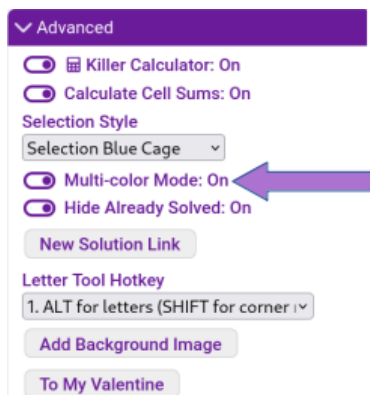 Advanced
Killer Calculator: On
Calculate Cell Sums: On
Selection Style
Selection Blue Cage
Multi-color Mode: On
Hide Already Solved: On
New Solution Link
Letter Tool Hotkey
1. ALT for letters (SHIFT for corner
Add Background Image
To My Valentine